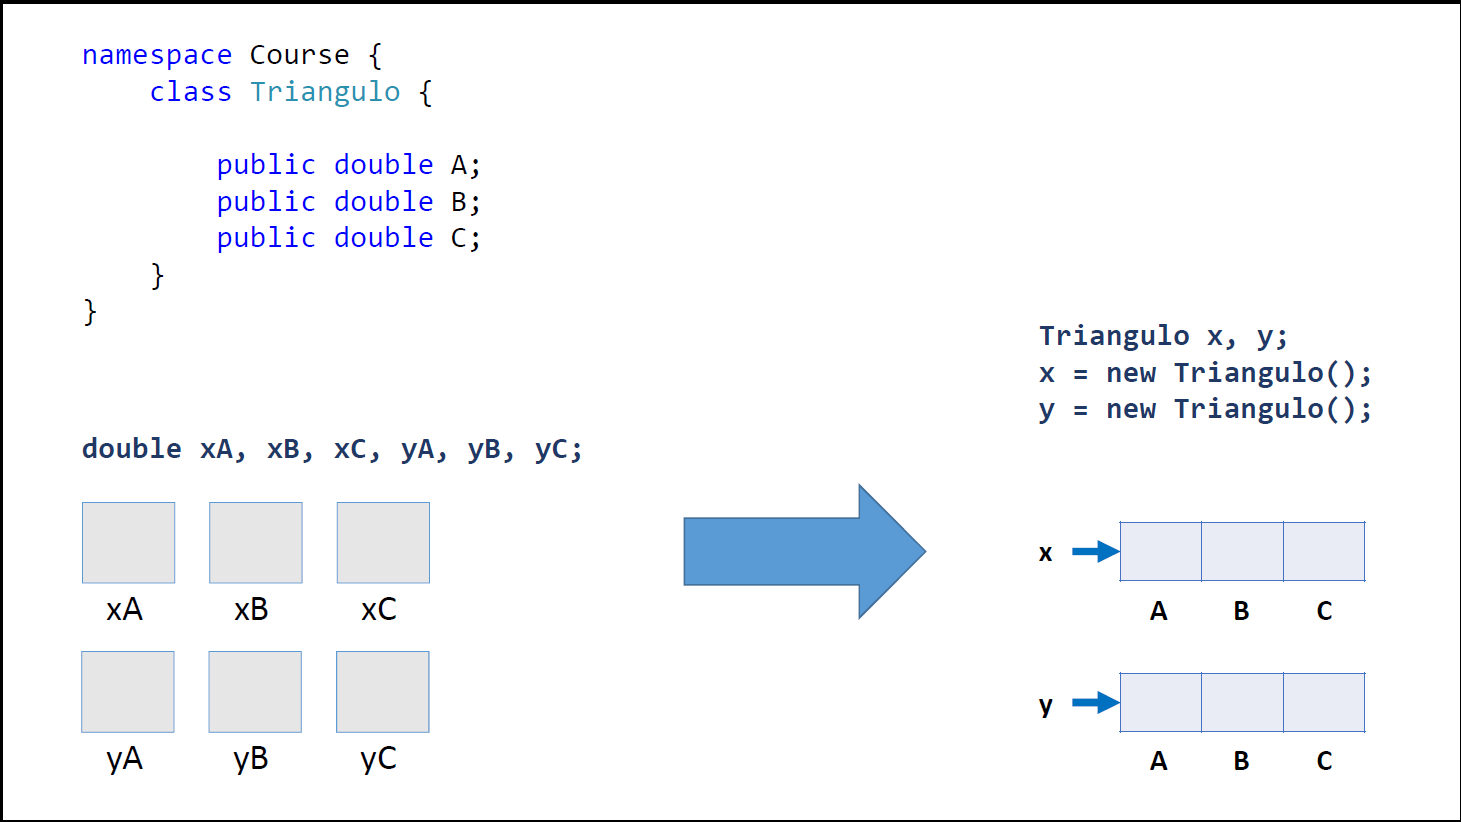 namespace Course {
class Triangulo {
public double A;
public double B;
public double C;
}
}
double xA, xB, xC, yA, yB, yC;
xA xB xC
yA yB yC
Triangulo x, y;
x = new Triangulo();
y = new Triangulo();
x
A B C
y
A B C